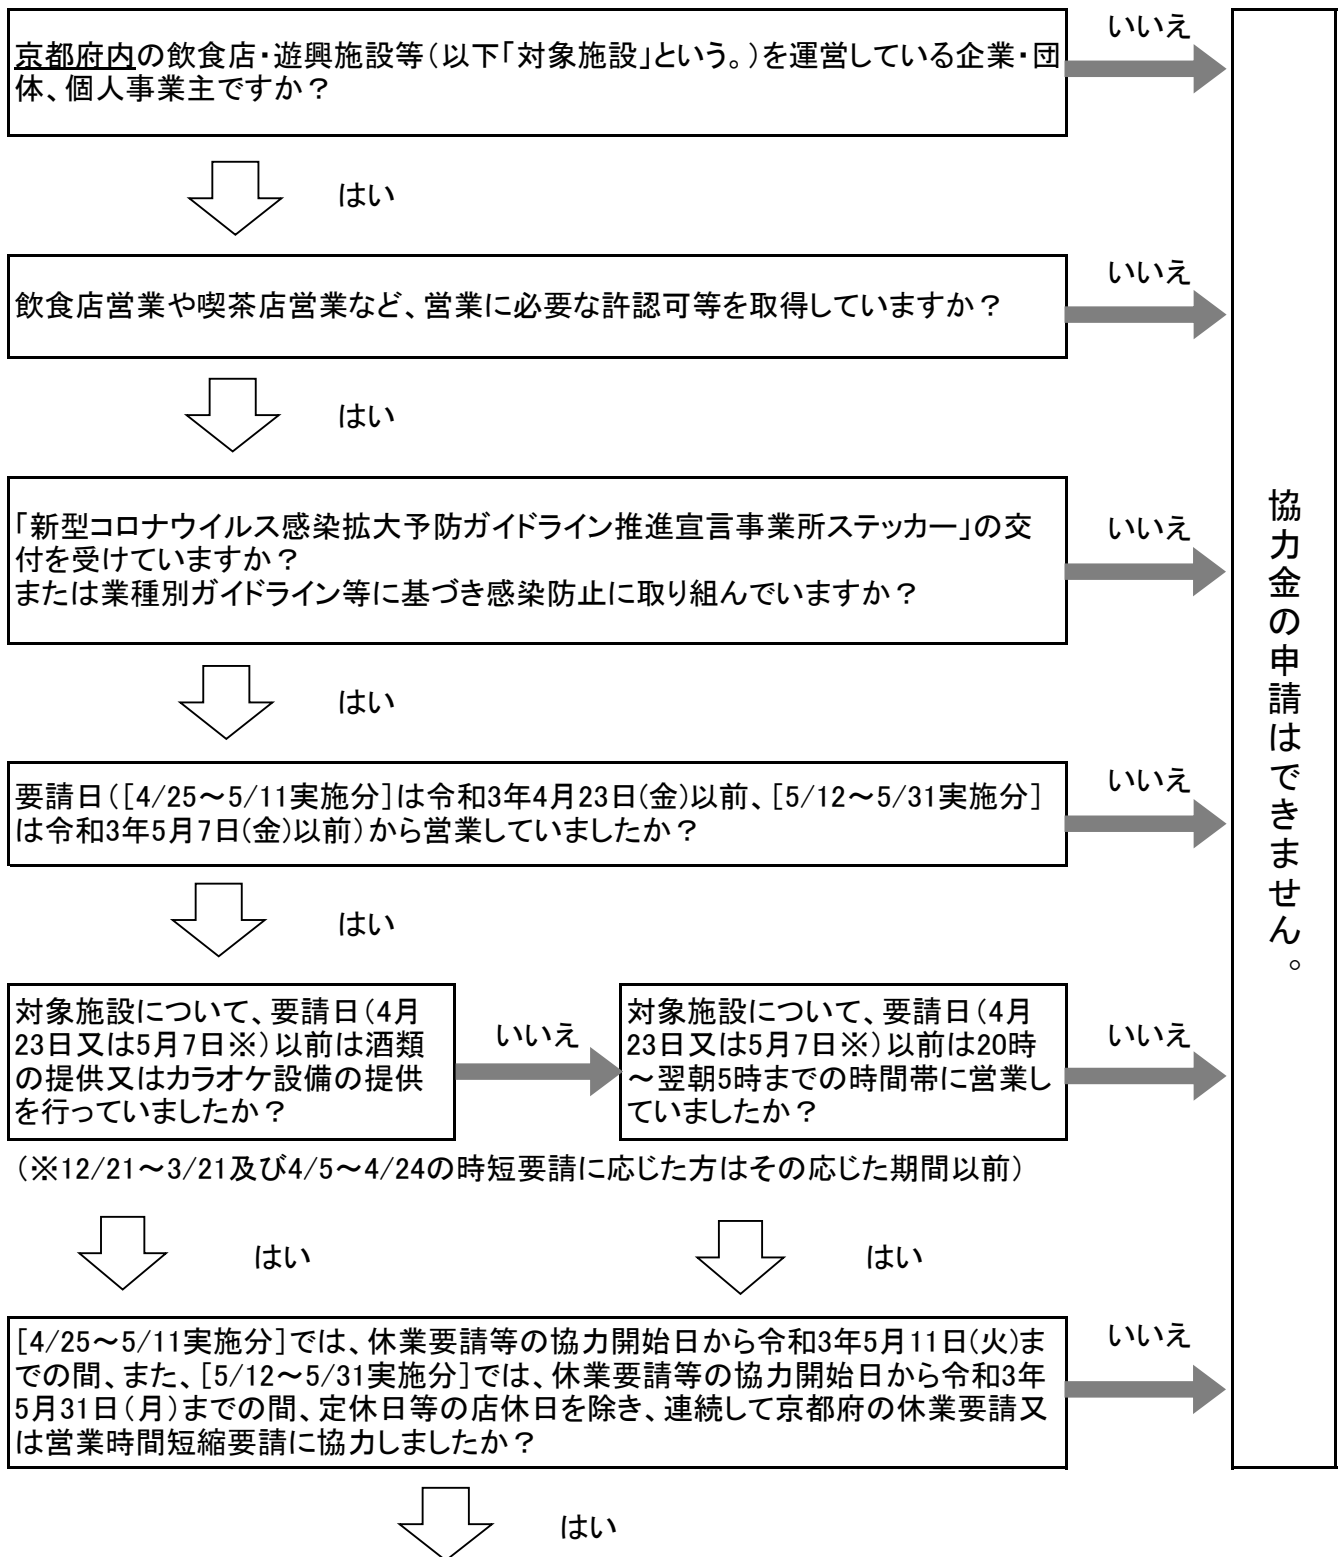 京都府内の飲食店・遊興施設等（以下「対象施設」という。）を運営している企業・団
体、個人事業主ですか？
いいえ
はい
飲食店営業や喫茶店営業など、営業に必要な許認可等を取得していますか？
いいえ
はい
「新型コロナウイルス感染拡大予防ガイドライン推進宣言事業所ステッカー」の交
付を受けていますか？
または業種別ガイドライン等に基づき感染防止に取り組んでいますか？
いいえ
はい
要請日（［4/25～5/11実施分］は令和3年4月23日(金)以前、［5/12～5/31実施分］
は令和3年5月7日(金)以前）から営業していましたか？
いいえ
はい
対象施設について、要請日（4月
23日又は5月7日※）以前は酒類
の提供又はカラオケ設備の提供
を行っていましたか？
いいえ
対象施設について、要請日（4月
23日又は5月7日※）以前は20時
～翌朝5時までの時間帯に営業し
ていましたか？
いいえ
（※12/21～3/21及び4/5～4/24の時短要請に応じた方はその応じた期間以前）
はい
はい
［4/25～5/11実施分］では、休業要請等の協力開始日から令和3年5月11日(火)ま
での間、また、［5/12～5/31実施分］では、休業要請等の協力開始日から令和3年
5月31日（月）までの間、定休日等の店休日を除き、連続して京都府の休業要請又
は営業時間短縮要請に協力しましたか？
いいえ
はい
協力金の申請はできません。